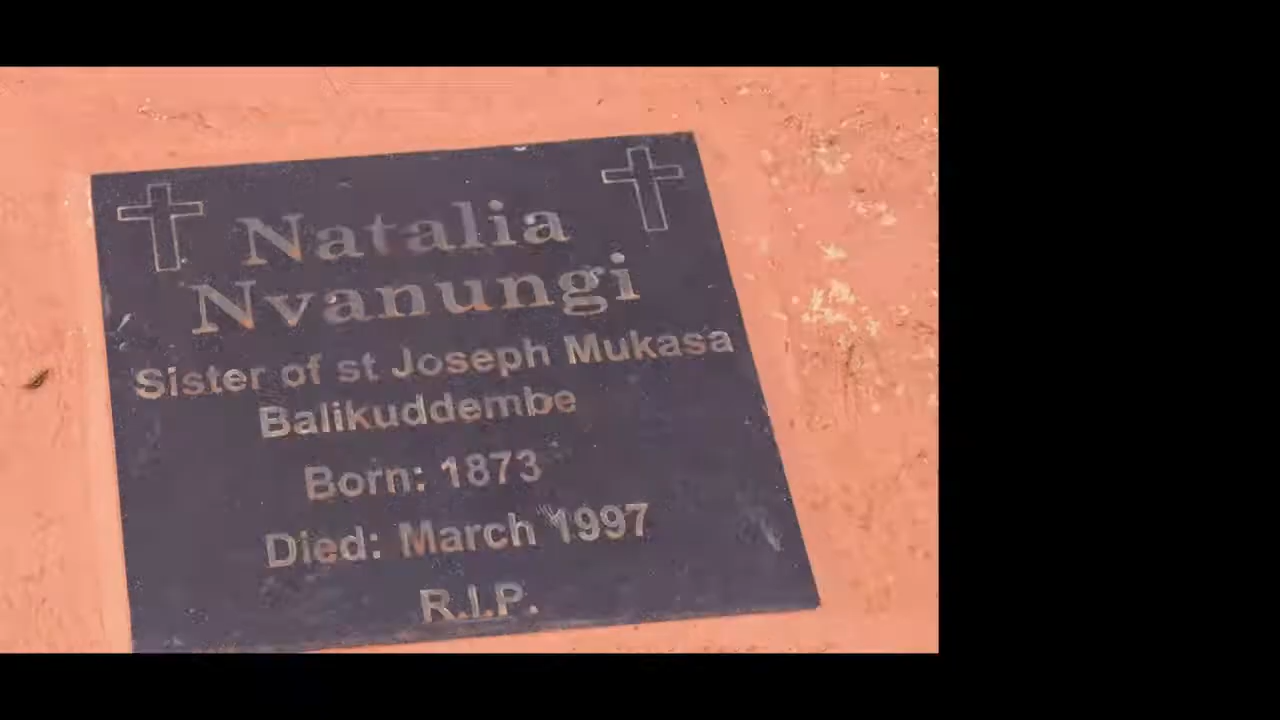 Natalia
Nvanungi
Sister of st Joseph Mukasa
Balikuddembe
Born: 1873
Died: March 1997
R.I.P.